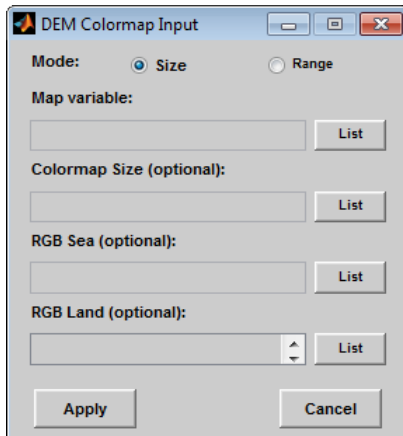 DEM Colormap Input
Mode: Size Range
Map variable:
List
Colormap Size (optional):
List
RGB Sea (optional):
List
RGB Land (optional):
List
Apply Cancel